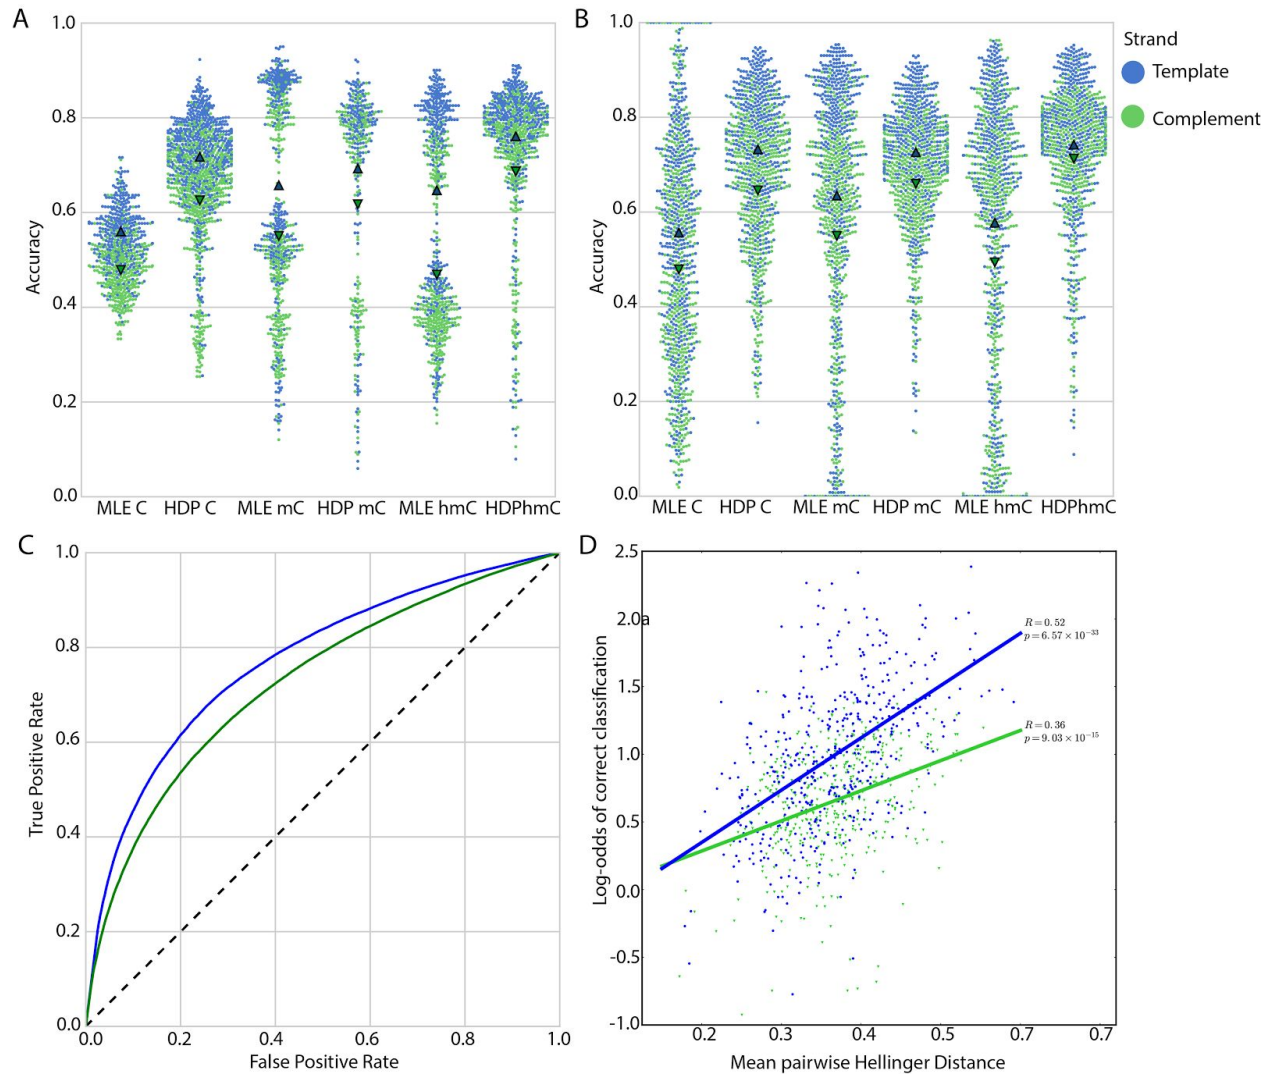 A
1.0
0.8
0.6
0.4
0.2
0.0
Accuracy
MLE C HDP C MLE mC HDP mC MLE hmC HDPhmC
B
1.0
0.8
0.6
0.4
0.2
0.0
Accuracy
MLE C HDP C MLE mC HDP mC MLE hmC HDPhmC
Strand
Template
Complement
C
1.0
0.8
0.6
0.4
0.2
0.0
True Positive Rate
0.0 0.2 0.4 0.6 0.8 1.0
False Positive Rate
D
2.5
2.0a
1.5
1.0
0.5
0.0
-0.5
-1.0
Log-odds of correct classification
R = 0.52
p = 6.57 × 10⁻³³
R = 0.36
p = 9.03 × 10⁻¹⁵
0.2 0.3 0.4 0.5 0.7 0.7
Mean pairwise Hellinger Distance